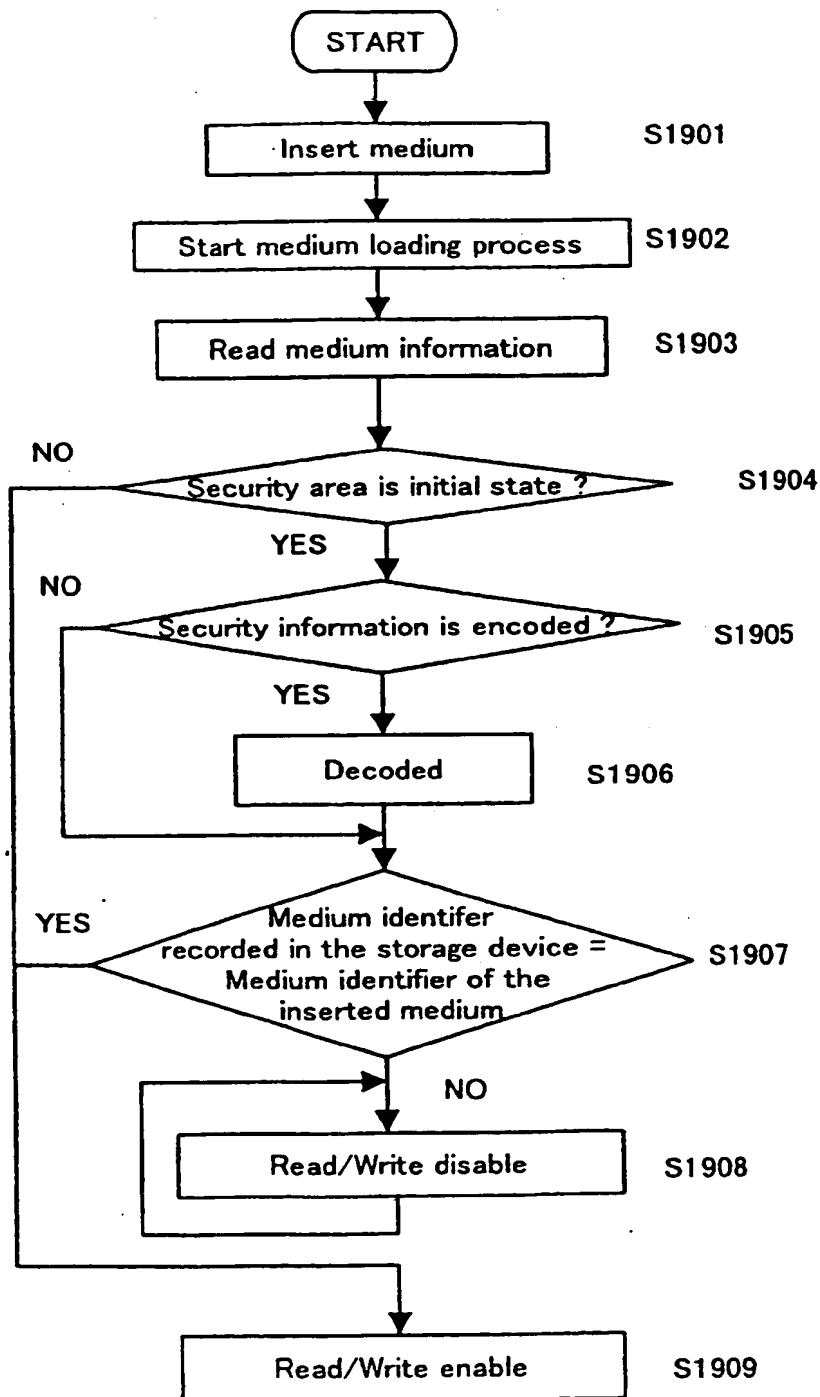 START
Insert medium
S1901
Start medium loading process
S1902
Read medium information
S1903
NO
Security area is initial state ?
S1904
YES
NO
Security information is encoded ?
S1905
YES
Decoded
S1906
YES
Medium identifer
recorded in the storage device =
Medium identifier of the
inserted medium
S1907
NO
Read/Write disable
S1908
Read/Write enable
S1909